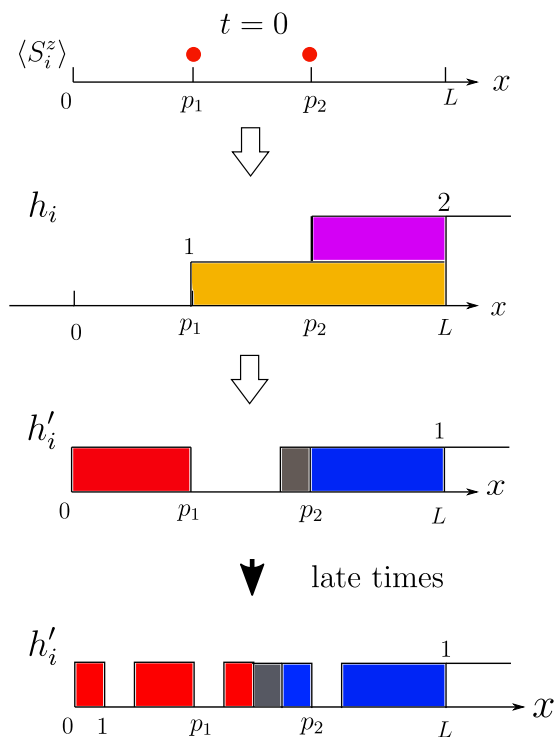 t = 0
⟨S_i^z⟩
x
0 p_1 p_2 L
h_i
2
1
x
0 p_1 p_2 L
h'_i
1
x
0 p_1 p_2 L
late times
h'_i
1
x
0 1 p_1 p_2 L